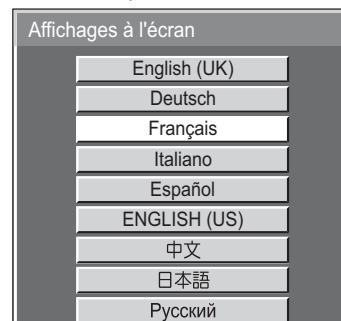 Affichages à l'écran
English (UK)
Deutsch
Français
Italiano
Español
ENGLISH (US)
中文
日本語
Русский